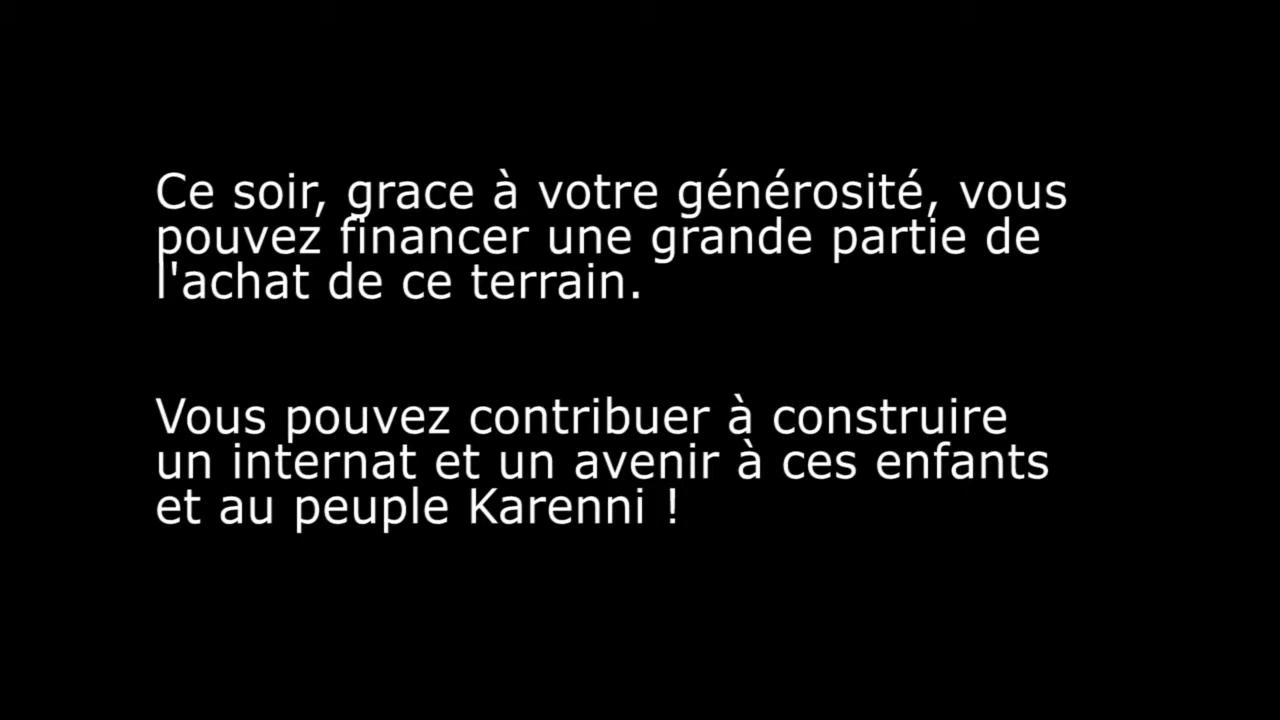 Ce soir, grace à votre générosité, vous
pouvez financer une grande partie de
l'achat de ce terrain.
Vous pouvez contribuer à construire
un internat et un avenir à ces enfants
et au peuple Karenni !